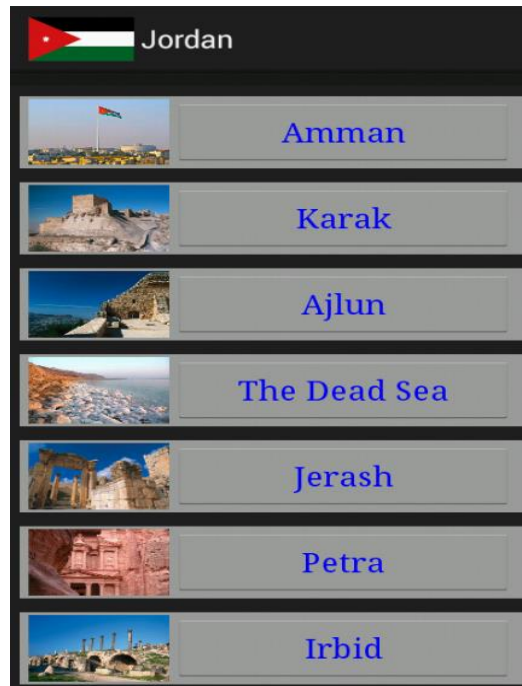 Jordan
Amman
Karak
Ajlun
The Dead Sea
Jerash
Petra
Irbid